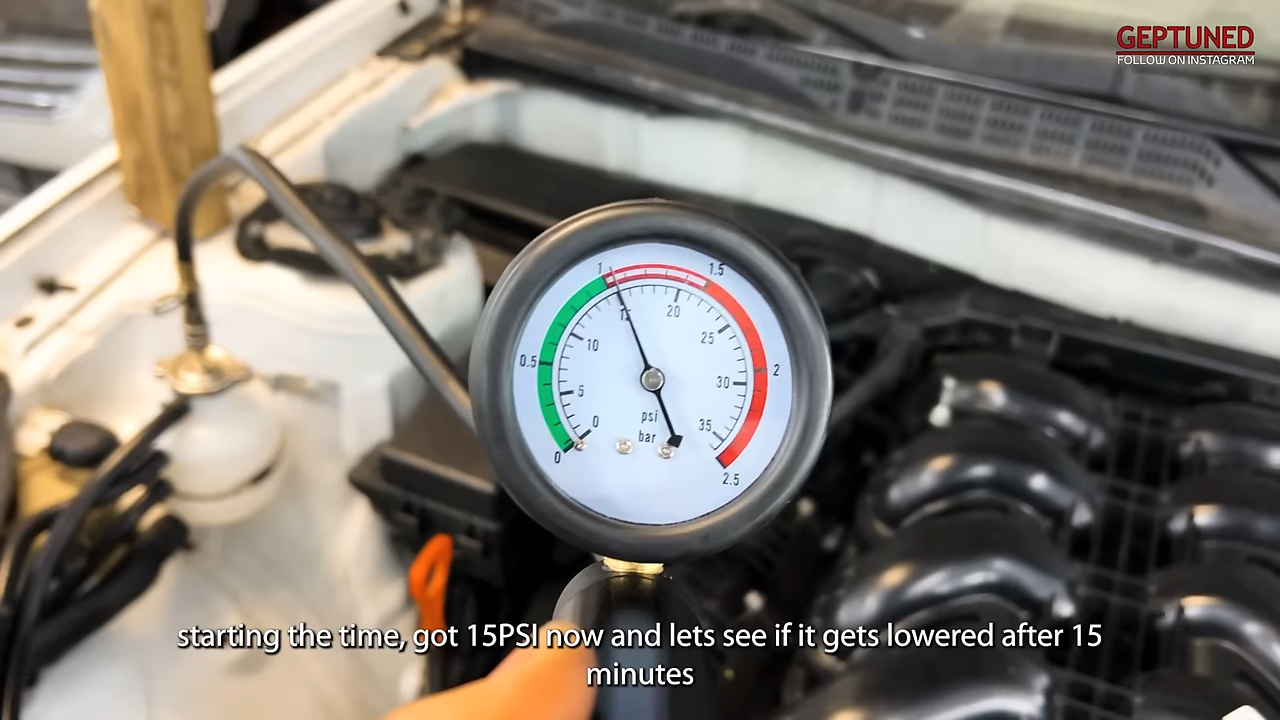 GEPTUNED
FOLLOW ON INSTAGRAM
1
1.5
15
20
10
25
0.5
2
5
30
0
psi
35
bar
0
2.5
starting the time, got 15PSI now and lets see if it gets lowered after 15
minutes